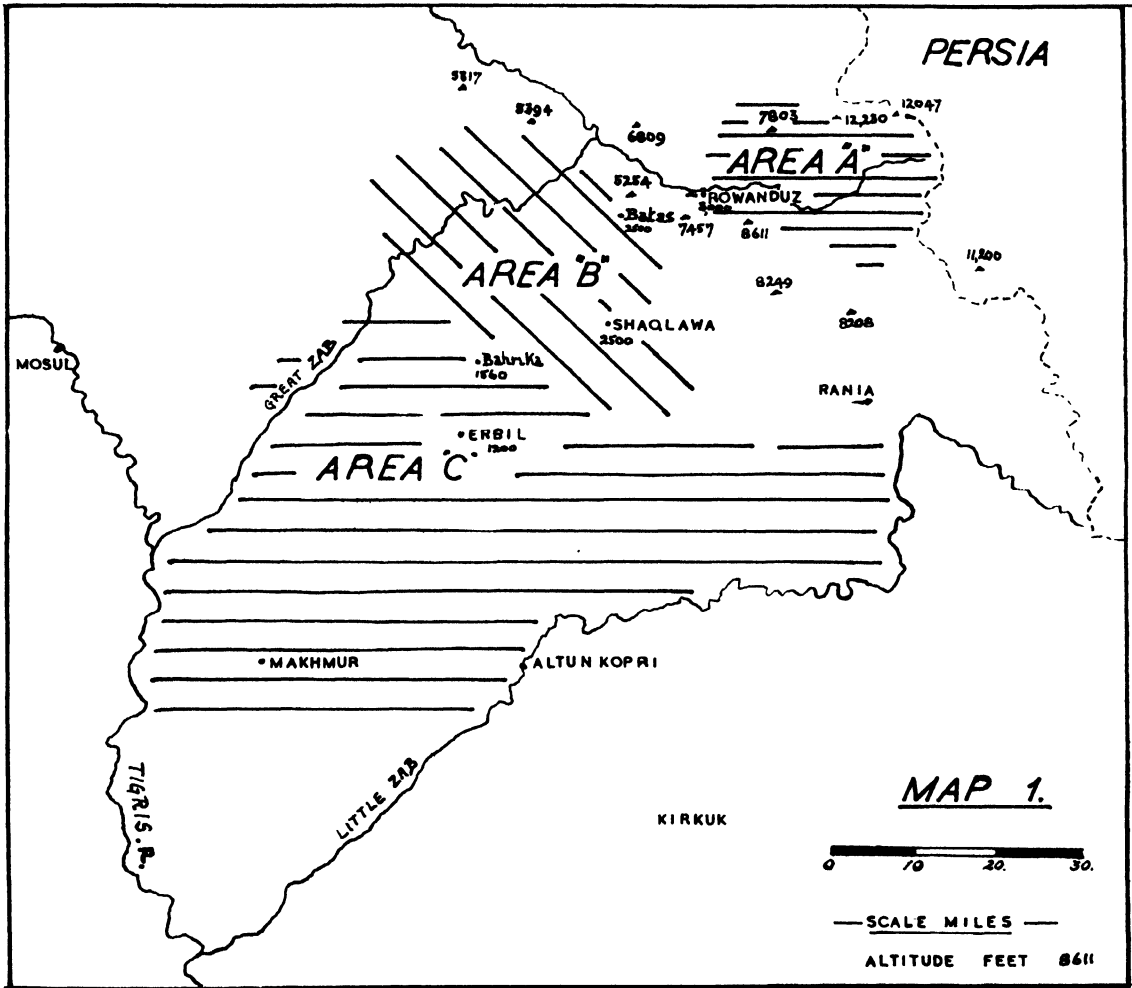 PERSIA
5317
5394
6809
7803
12,250
12047
AREA "A"
5254
ROWANDUZ
Batas
2500
7457
8611
AREA "B"
11,200
8249
8208
SHAQLAWA
2500
MOSUL
GREAT ZAB
Bahrka
1560
RANIA
ERBIL
1200
AREA "C"
MAKHMUR
ALTUN KOPRI
TIGRIS. R.
LITTLE ZAB
KIRKUK
MAP 1.
0 10 20. 30.
SCALE MILES
ALTITUDE FEET 8611